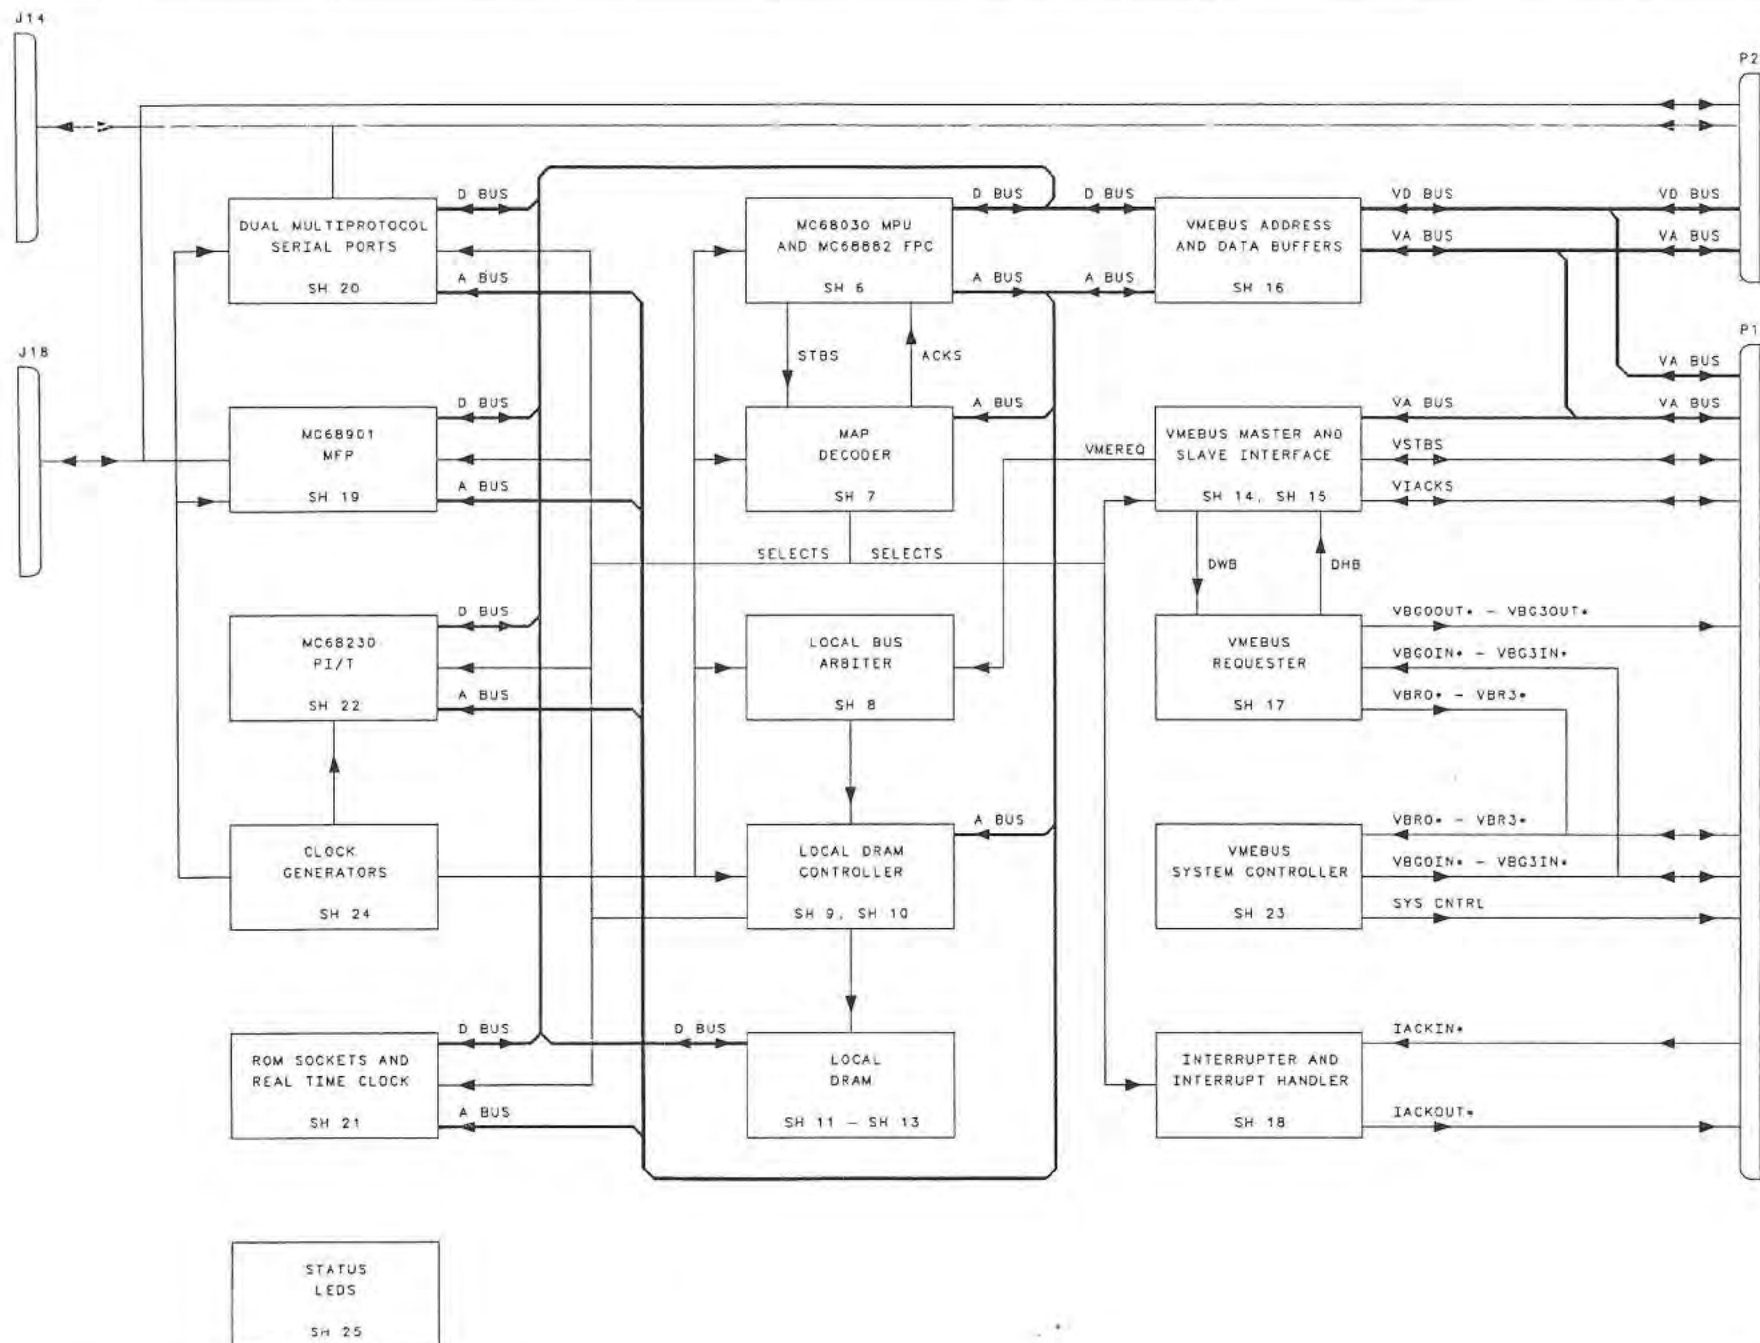 J14
P2
D BUS
D BUS
D BUS
VD BUS
VD BUS
DUAL MULTIPROTOCOL
SERIAL PORTS
SH 20
MC68030 MPU
AND MC68882 FPC
SH 6
VMEBUS ADDRESS
AND DATA BUFFERS
SH 16
VA BUS
VA BUS
A BUS
A BUS
A BUS
P1
J18
STBS
ACKS
VA BUS
D BUS
A BUS
VA BUS
VA BUS
MC68901
MFP
SH 19
MAP
DECODER
SH 7
VMEREQ
VMEBUS MASTER AND
SLAVE INTERFACE
SH 14, SH 15
VSTBS
A BUS
VIACKS
SELECTS
SELECTS
DWB
DHB
D BUS
VBG0OUT* - VBG3OUT*
MC68230
PI/T
SH 22
LOCAL BUS
ARBITER
SH 8
VMEBUS
REQUESTER
SH 17
VBG0IN* - VBG3IN*
A BUS
VBR0* - VBR3*
A BUS
VBR0* - VBR3*
CLOCK
GENERATORS
SH 24
LOCAL DRAM
CONTROLLER
SH 9, SH 10
VMEBUS
SYSTEM CONTROLLER
SH 23
VBG0IN* - VBG3IN*
SYS CNTRL
D BUS
D BUS
IACKIN*
ROM SOCKETS AND
REAL TIME CLOCK
SH 21
LOCAL
DRAM
SH 11 - SH 13
INTERRUPTER AND
INTERRUPT HANDLER
SH 18
A BUS
IACKOUT*
STATUS
LEDS
SH 25